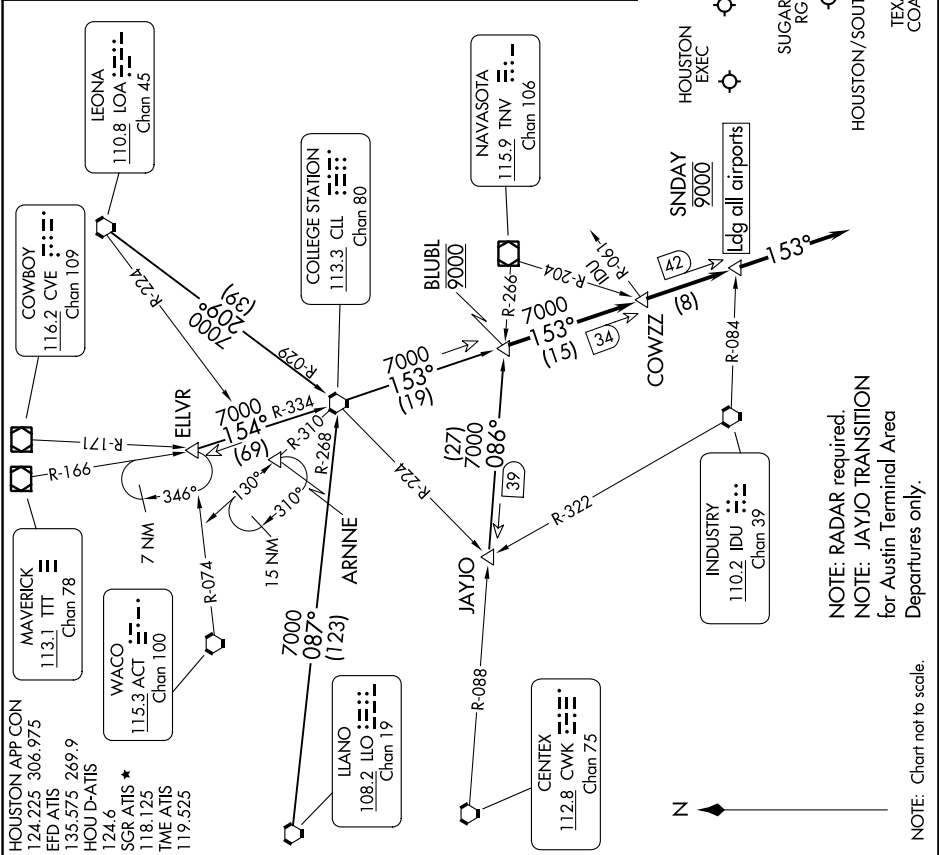 HOUSTON APP CON
124.225 306.975
EFD ATIS
135.575 269.9
HOU D-ATIS
124.6
SGR ATIS ★
118.125
TME ATIS
119.525
MAVERICK
113.1 TTT
Chan 78
COWBOY
116.2 CVE
Chan 109
LEONA
110.8 LOA
Chan 45
WACO
115.3 ACT
Chan 100
R-166
R-171
R-224
7000
209°
(39)
R-029
ELLVR
346°
7 NM
R-074
7000
154°
(69)
R-334
R-310
130°
310°
15 NM
ARNNE
R-268
7000
087°
(123)
LLANO
108.2 LLO
Chan 19
COLLEGE STATION
113.3 CLL
Chan 80
7000
153°
(19)
R-224
NAVASOTA
115.9 TNV
Chan 106
BLUBL
9000
R-266
R-204
JAYJO
(27)
7000
086°
39
R-088
CENTEX
112.8 CWK
Chan 75
7000
153°
(15)
34
IDU
R-061
COWZZ
42
(8)
SNDAY
9000
Ldg all airports
153°
R-084
R-322
INDUSTRY
110.2 IDU
Chan 39
HOUSTON
EXEC
SUGAR
RG
HOUSTON/SOUT
TEX
COA
NOTE: RADAR required.
NOTE: JAYJO TRANSITION
for Austin Terminal Area
Departures only.
N
NOTE: Chart not to scale.